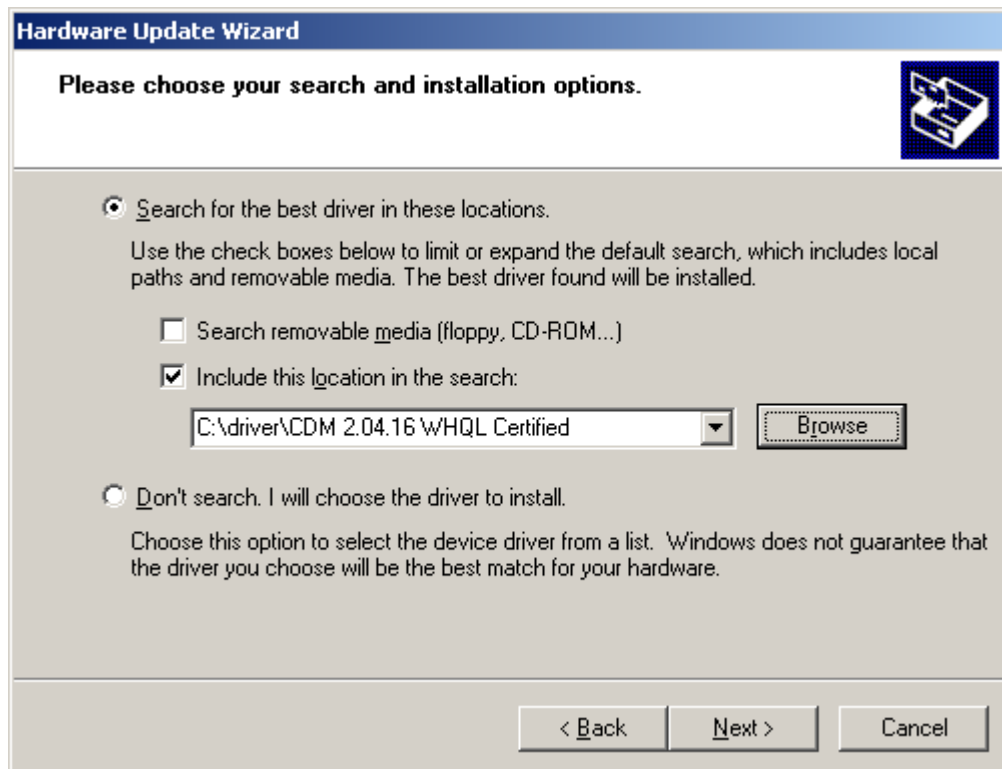 Hardware Update Wizard
Please choose your search and installation options.
Search for the best driver in these locations.
Use the check boxes below to limit or expand the default search, which includes local
paths and removable media. The best driver found will be installed.
Search removable media (floppy, CD-ROM...)
Include this location in the search:
C:\driver\CDM 2.04.16 WHQL Certified
Browse
Don't search. I will choose the driver to install.
Choose this option to select the device driver from a list.  Windows does not guarantee that
the driver you choose will be the best match for your hardware.
< Back
Next >
Cancel